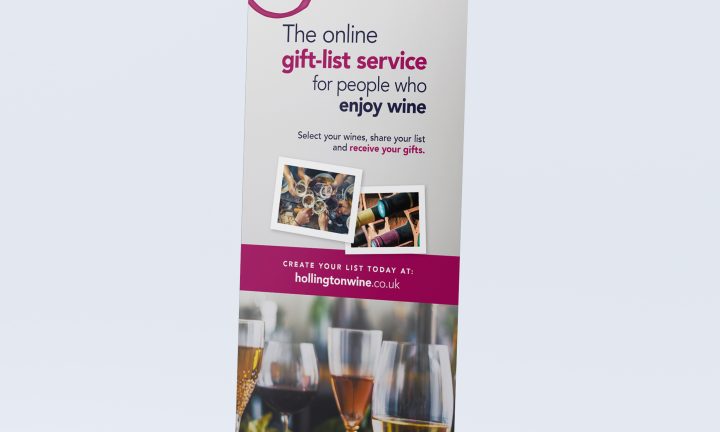 The online
gift-list service
for people who
enjoy wine
Select your wines, share your list
and receive your gifts.
CREATE YOUR LIST TODAY AT:
hollingtonwine.co.uk